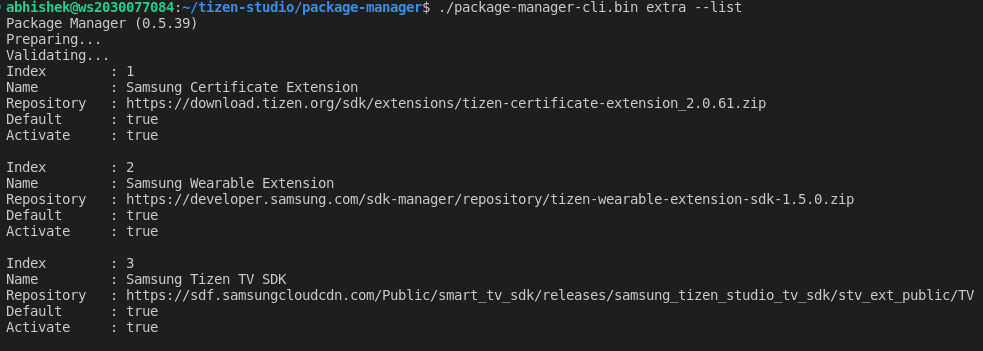 abhishek@ws2030077084:~/tizen-studio/package-manager$ ./package-manager-cli.bin extra --list
Package Manager (0.5.39)
Preparing...
Validating...
Index        : 1
Name         : Samsung Certificate Extension
Repository   : https://download.tizen.org/sdk/extensions/tizen-certificate-extension_2.0.61.zip
Default      : true
Activate     : true

Index        : 2
Name         : Samsung Wearable Extension
Repository   : https://developer.samsung.com/sdk-manager/repository/tizen-wearable-extension-sdk-1.5.0.zip
Default      : true
Activate     : true

Index        : 3
Name         : Samsung Tizen TV SDK
Repository   : https://sdf.samsungcloudcdn.com/Public/smart_tv_sdk/releases/samsung_tizen_studio_tv_sdk/stv_ext_public/TV
Default      : true
Activate     : true